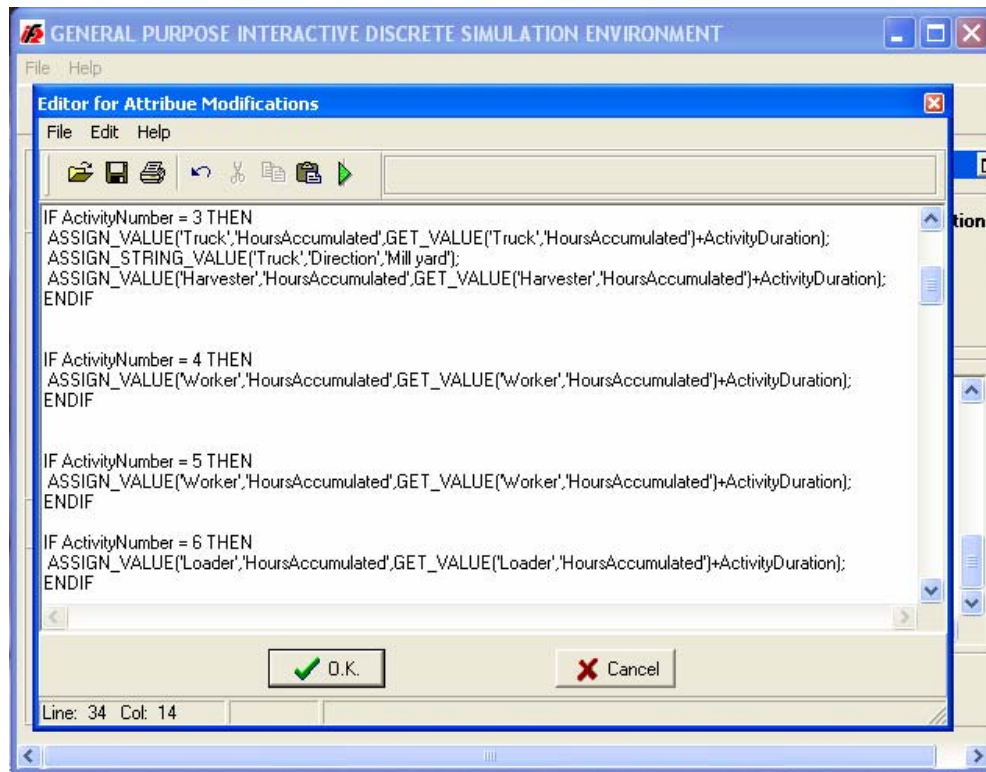 GENERAL PURPOSE INTERACTIVE DISCRETE SIMULATION ENVIRONMENT
File Help
Editor for Attribue Modifications
File Edit Help
tion
IF ActivityNumber = 3 THEN
ASSIGN_VALUE('Truck','HoursAccumulated',GET_VALUE('Truck','HoursAccumulated')+ActivityDuration);
ASSIGN_STRING_VALUE('Truck','Direction','Mill yard');
ASSIGN_VALUE('Harvester','HoursAccumulated',GET_VALUE('Harvester','HoursAccumulated')+ActivityDuration);
ENDIF
IF ActivityNumber = 4 THEN
ASSIGN_VALUE('Worker','HoursAccumulated',GET_VALUE('Worker','HoursAccumulated')+ActivityDuration);
ENDIF
IF ActivityNumber = 5 THEN
ASSIGN_VALUE('Worker','HoursAccumulated',GET_VALUE('Worker','HoursAccumulated')+ActivityDuration);
ENDIF
IF ActivityNumber = 6 THEN
ASSIGN_VALUE('Loader','HoursAccumulated',GET_VALUE('Loader','HoursAccumulated')+ActivityDuration);
ENDIF
O.K. Cancel
Line: 34 Col: 14